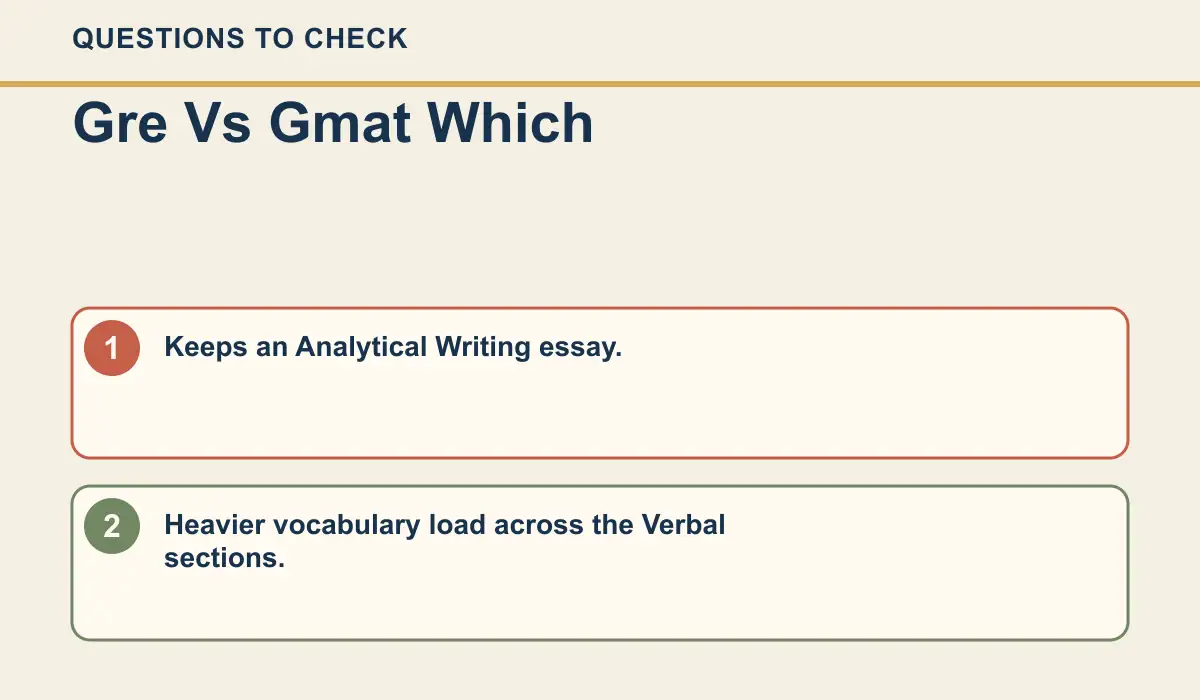 QUESTIONS TO CHECK
Gre Vs Gmat Which
1
Keeps an Analytical Writing essay.
2
Heavier vocabulary load across the Verbal
sections.